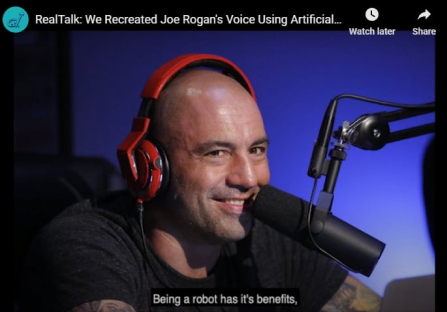 RealTalk: We Recreated Joe Rogan's Voice Using Artificial...
Watch later
Share
Being a robot has it's benefits,